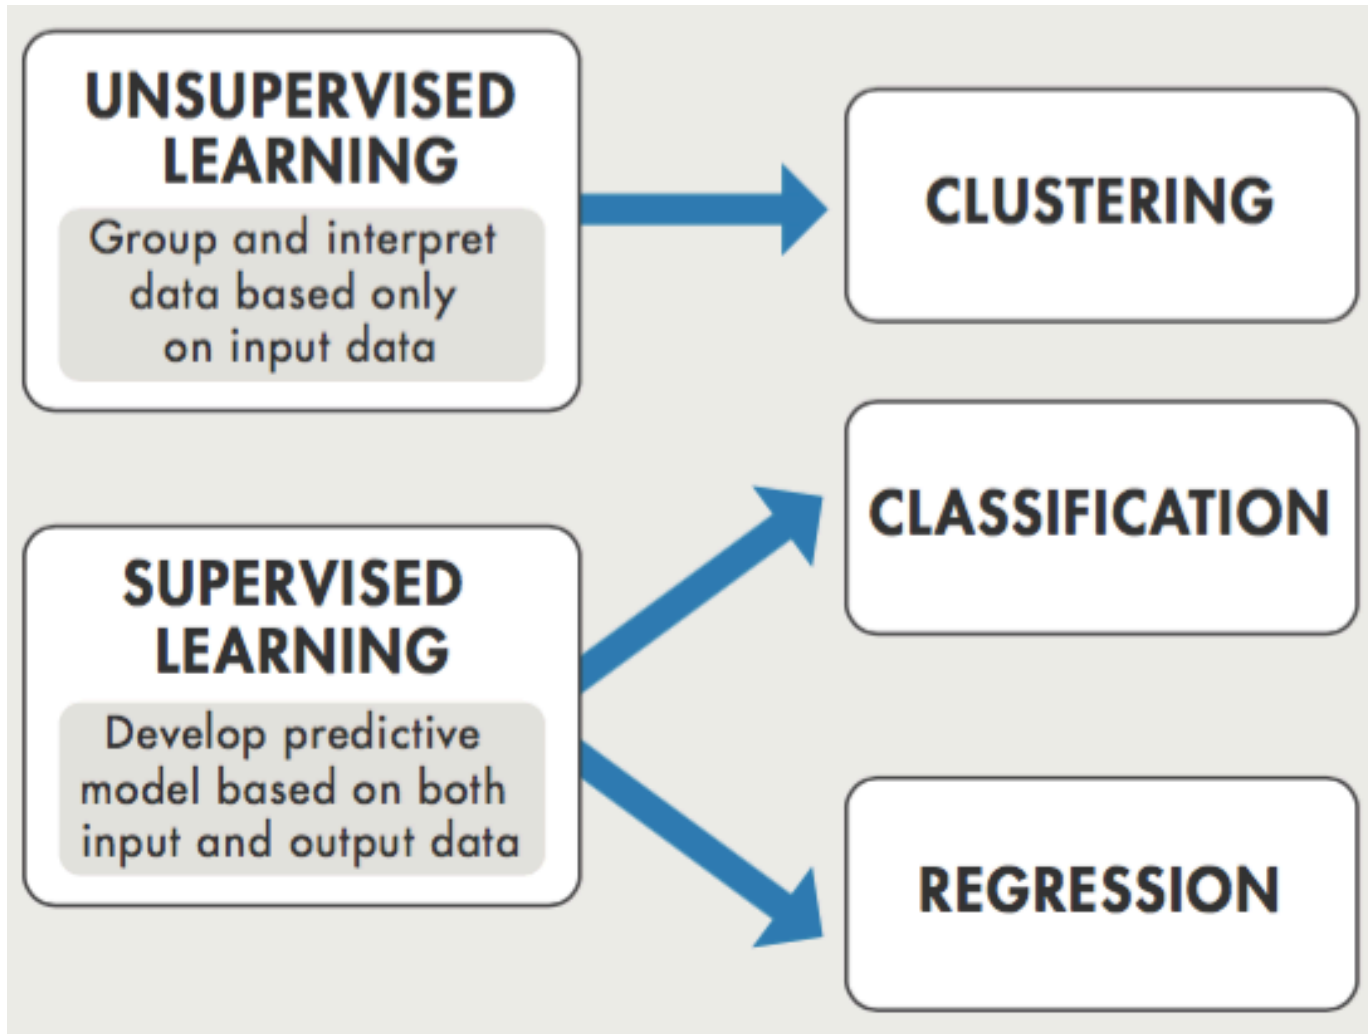 UNSUPERVISED
LEARNING
Group and interpret
data based only
on input data
CLUSTERING
SUPERVISED
LEARNING
Develop predictive
model based on both
input and output data
CLASSIFICATION
REGRESSION